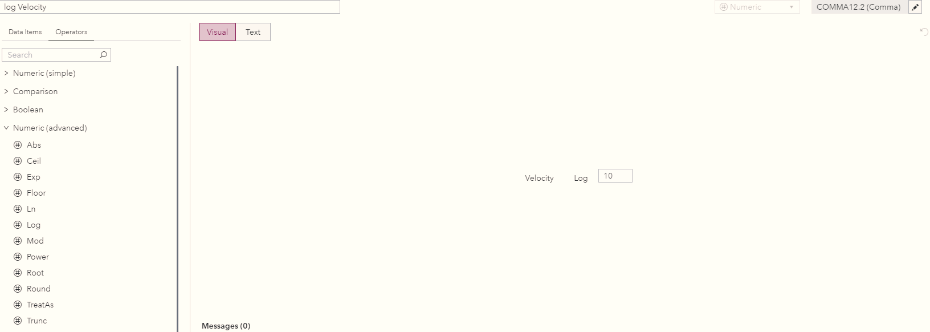 log Velocity
Numeric
COMMA12.2 (Comma)
Data Items
Operators
Visual
Text
Search
Numeric (simple)
Comparison
Boolean
Numeric (advanced)
Abs
Ceil
Exp
Floor
Ln
Log
Mod
Power
Root
Round
TreatAs
Trunc
Velocity Log 10
Messages (0)